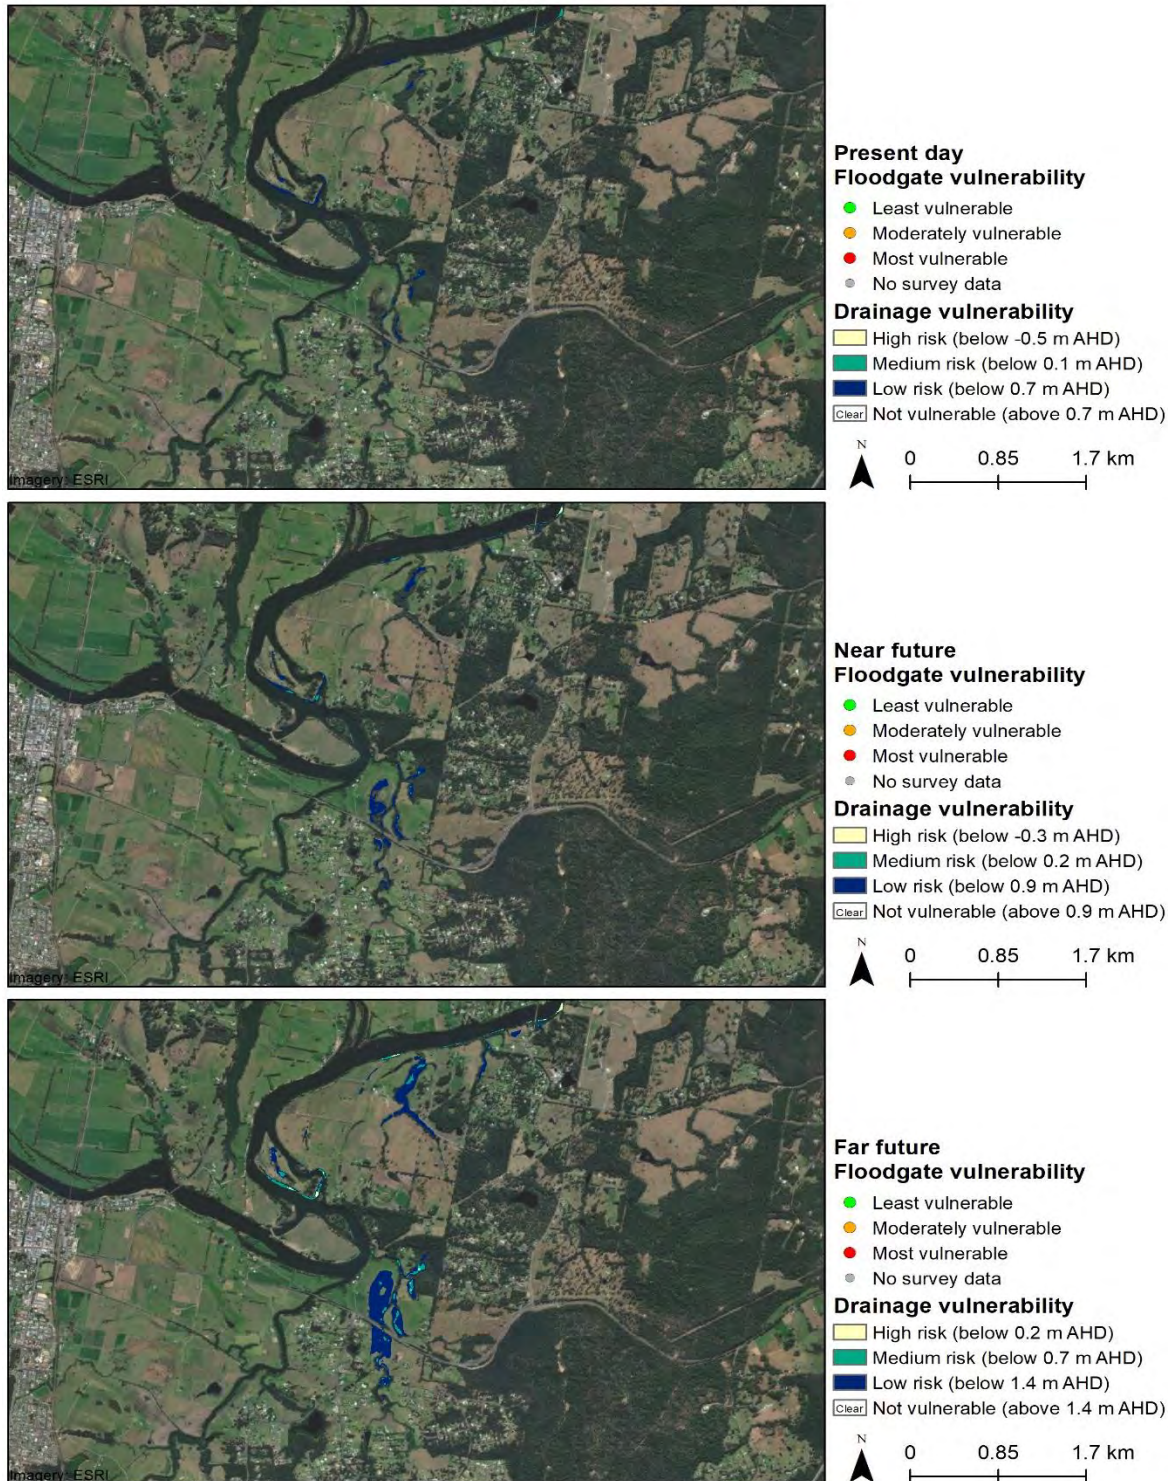 Present day
Floodgate vulnerability
Least vulnerable
Moderately vulnerable
Most vulnerable
No survey data
Drainage vulnerability
High risk (below -0.5 m AHD)
Medium risk (below 0.1 m AHD)
Low risk (below 0.7 m AHD)
Clear Not vulnerable (above 0.7 m AHD)
N
0 0.85 1.7 km
Imagery: ESRI
Near future
Floodgate vulnerability
Least vulnerable
Moderately vulnerable
Most vulnerable
No survey data
Drainage vulnerability
High risk (below -0.3 m AHD)
Medium risk (below 0.2 m AHD)
Low risk (below 0.9 m AHD)
Clear Not vulnerable (above 0.9 m AHD)
N
0 0.85 1.7 km
Imagery: ESRI
Far future
Floodgate vulnerability
Least vulnerable
Moderately vulnerable
Most vulnerable
No survey data
Drainage vulnerability
High risk (below 0.2 m AHD)
Medium risk (below 0.7 m AHD)
Low risk (below 1.4 m AHD)
Clear Not vulnerable (above 1.4 m AHD)
N
0 0.85 1.7 km
Imagery: ESRI